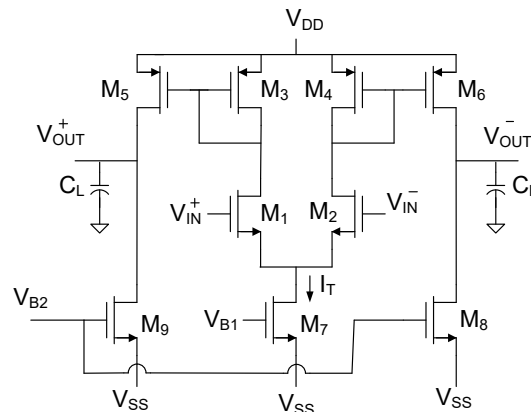 V_DD
M_5 M_3 M_4 M_6
V_OUT^+ V_OUT^-
C_L C_L
V_IN^+ M_1 M_2 V_IN^-
I_T
V_B2 M_9 V_B1 M_7 M_8
V_SS V_SS V_SS